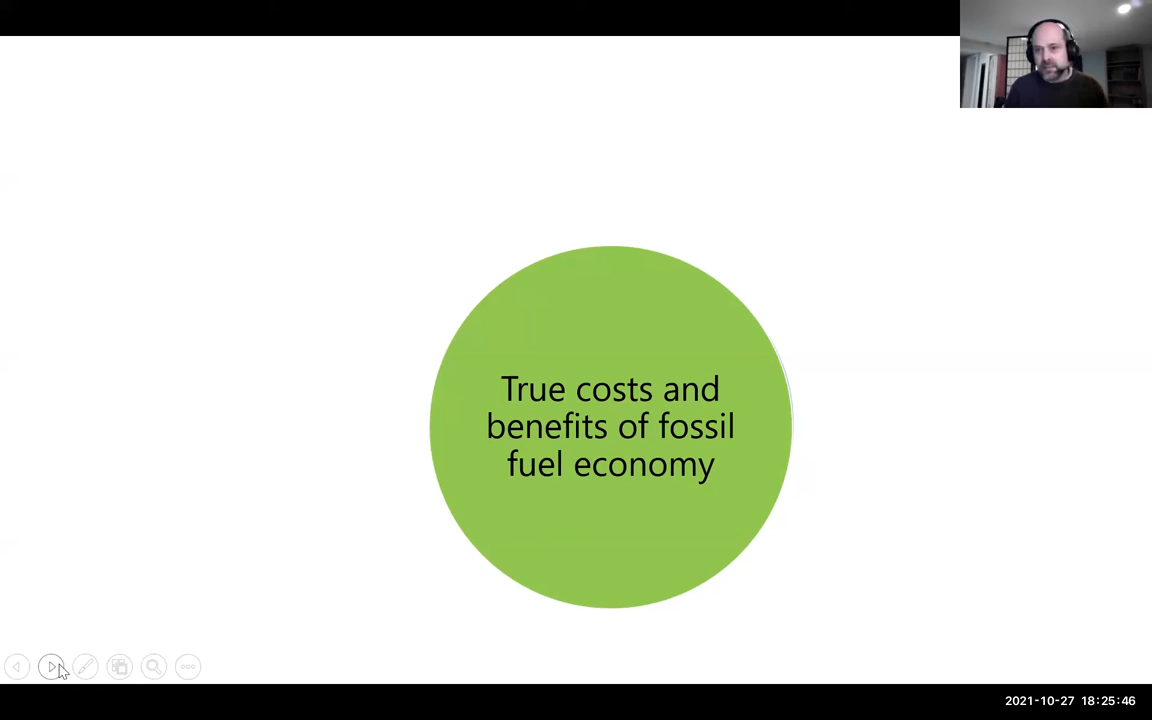 True costs and
benefits of fossil
fuel economy
2021-10-27 18:25:46